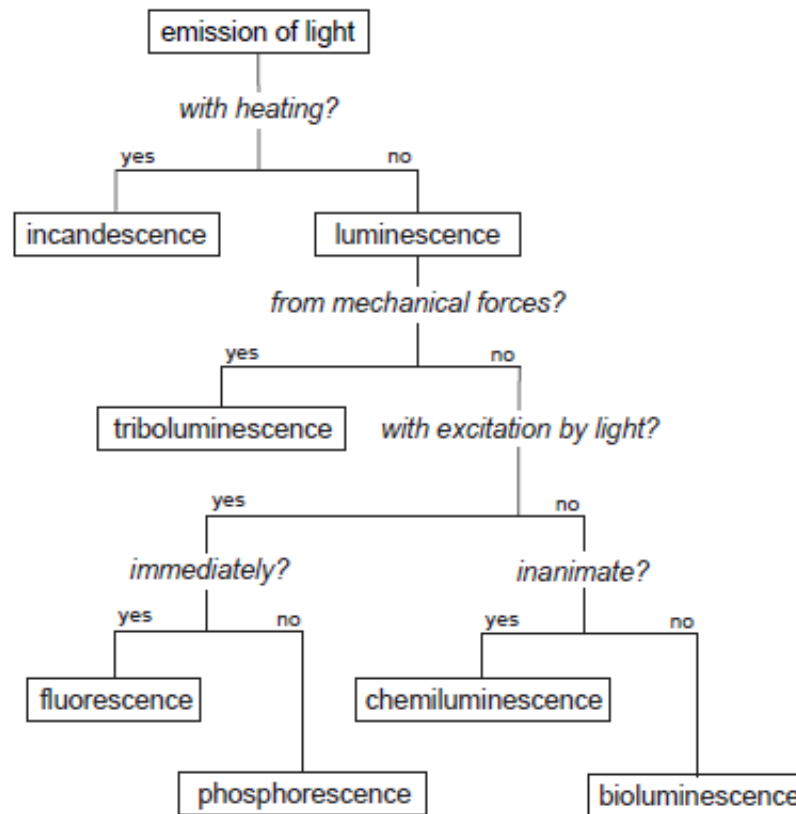 emission of light
with heating?
yes no
incandescence luminescence
from mechanical forces?
yes no
triboluminescence with excitation by light?
yes no
immediately? inanimate?
yes no yes no
fluorescence chemiluminescence
phosphorescence bioluminescence